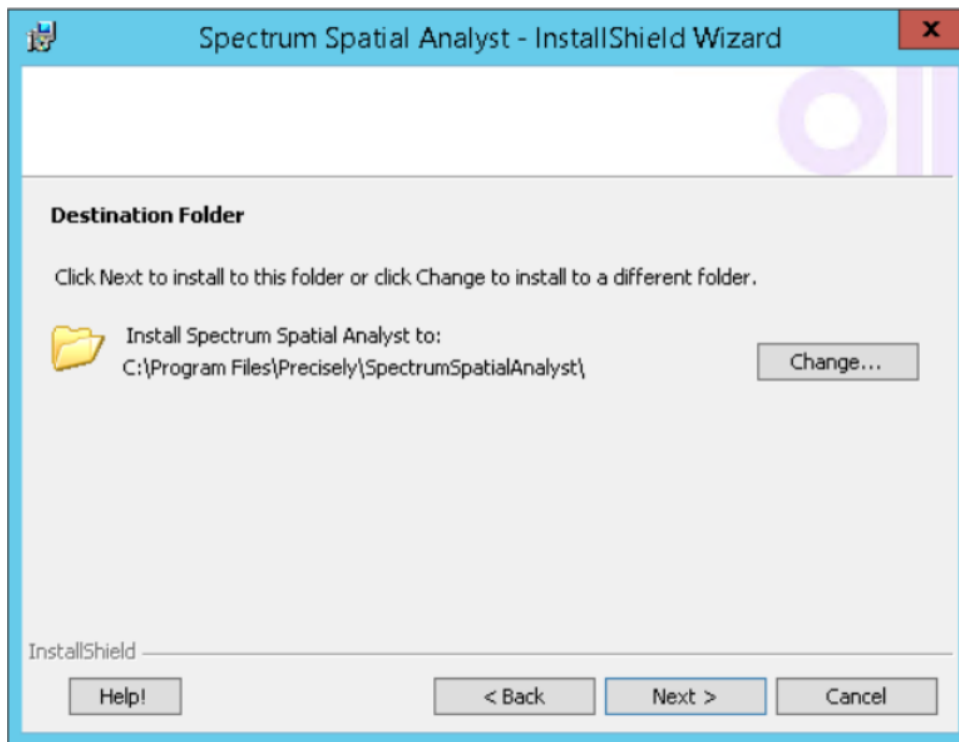 Spectrum Spatial Analyst - InstallShield Wizard
x
Destination Folder
Click Next to install to this folder or click Change to install to a different folder.
Install Spectrum Spatial Analyst to:
C:\Program Files\Precisely\SpectrumSpatialAnalyst\
Change...
InstallShield
Help!
< Back
Next >
Cancel